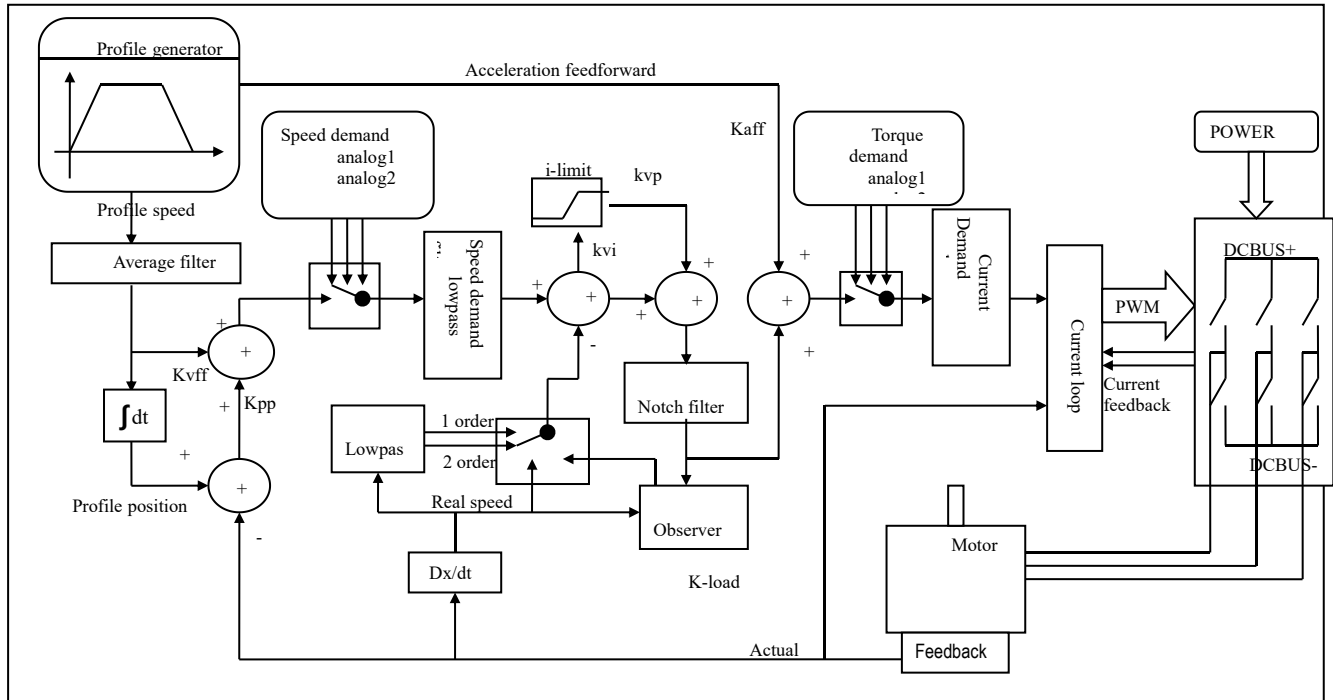 Profile generator
Acceleration feedforward
Kaff
Speed demand
analog1
analog2
Torque
demand
analog1
POWER
i-limit
kvp
kvi
Profile speed
Average filter
Speed demand
lowpass
Current
Demand
DCBUS+
PWM
Current loop
Current
feedback
DCBUS-
+
+
+
+
+
+
+
+
+
+
-
Kvff
Kpp
+
+
∫dt
+
+
-
Profile position
Notch filter
1 order
Lowpas
2 order
Real speed
Observer
Dx/dt
K-load
Motor
Actual
Feedback